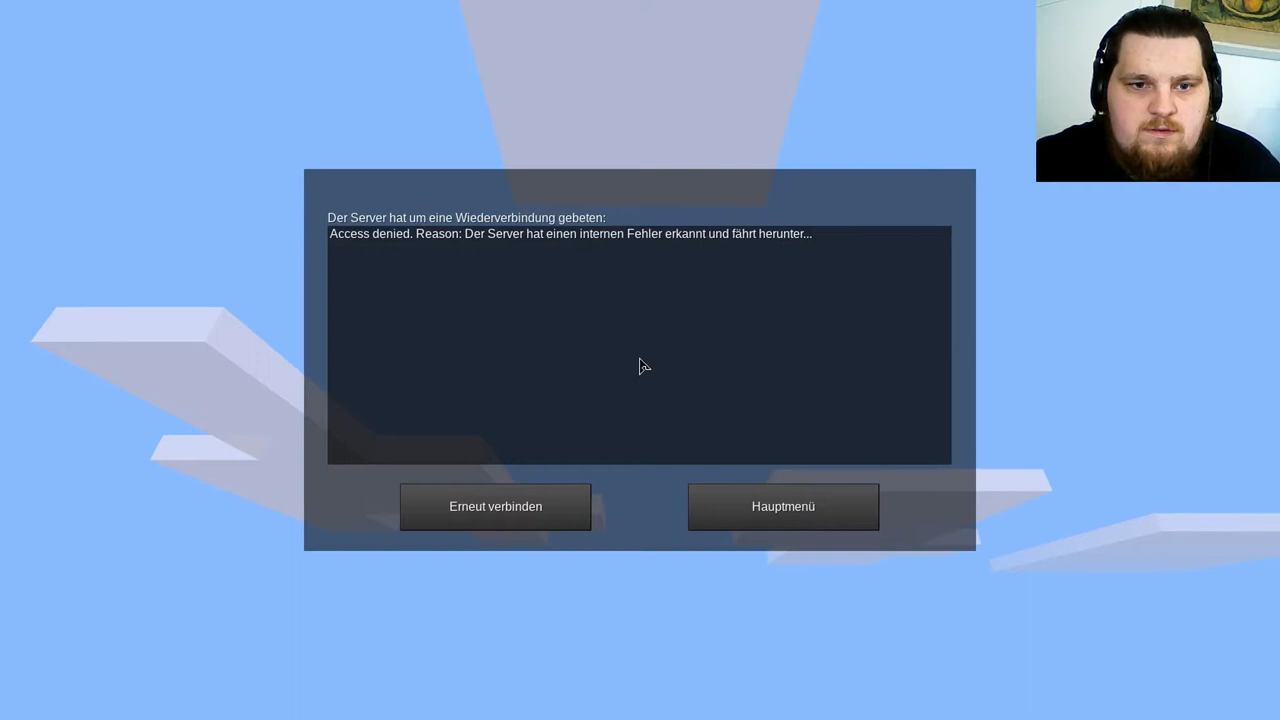 Der Server hat um eine Wiederverbindung gebeten:
Access denied. Reason: Der Server hat einen internen Fehler erkannt und fährt herunter...
Erneut verbinden
Hauptmenü